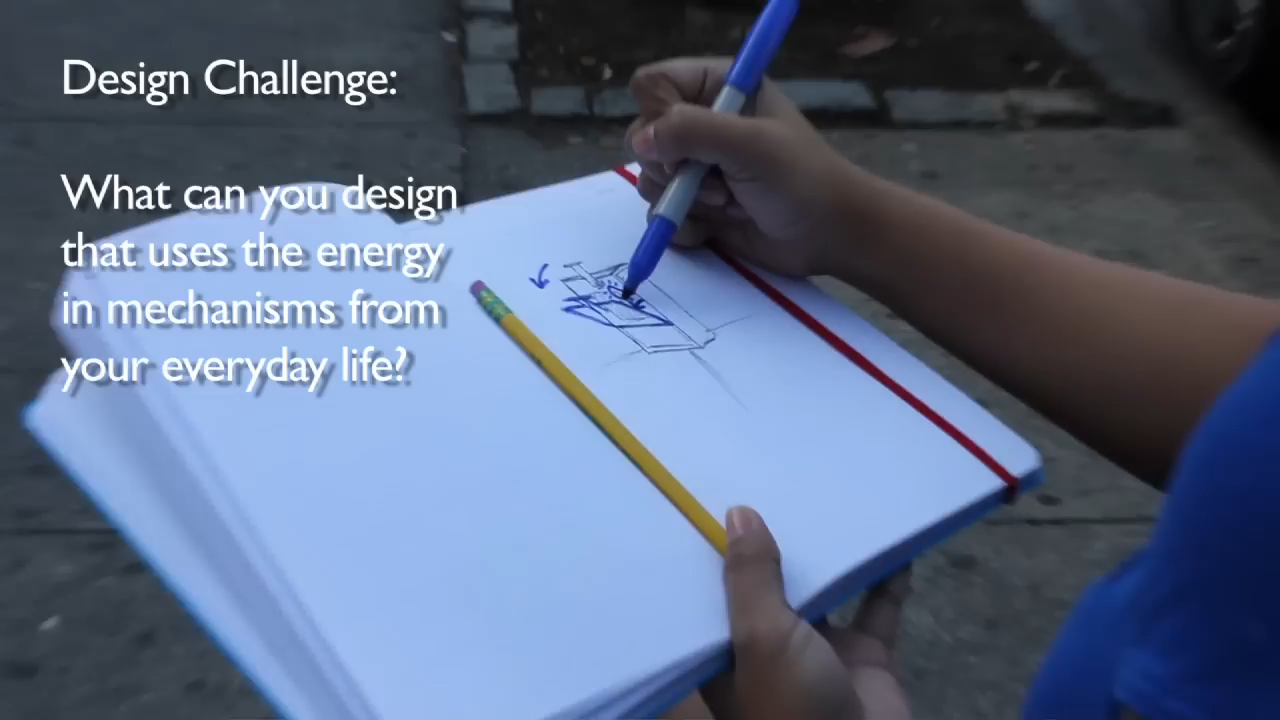 Design Challenge:
What can you design
that uses the energy
in mechanisms from
your everyday life?